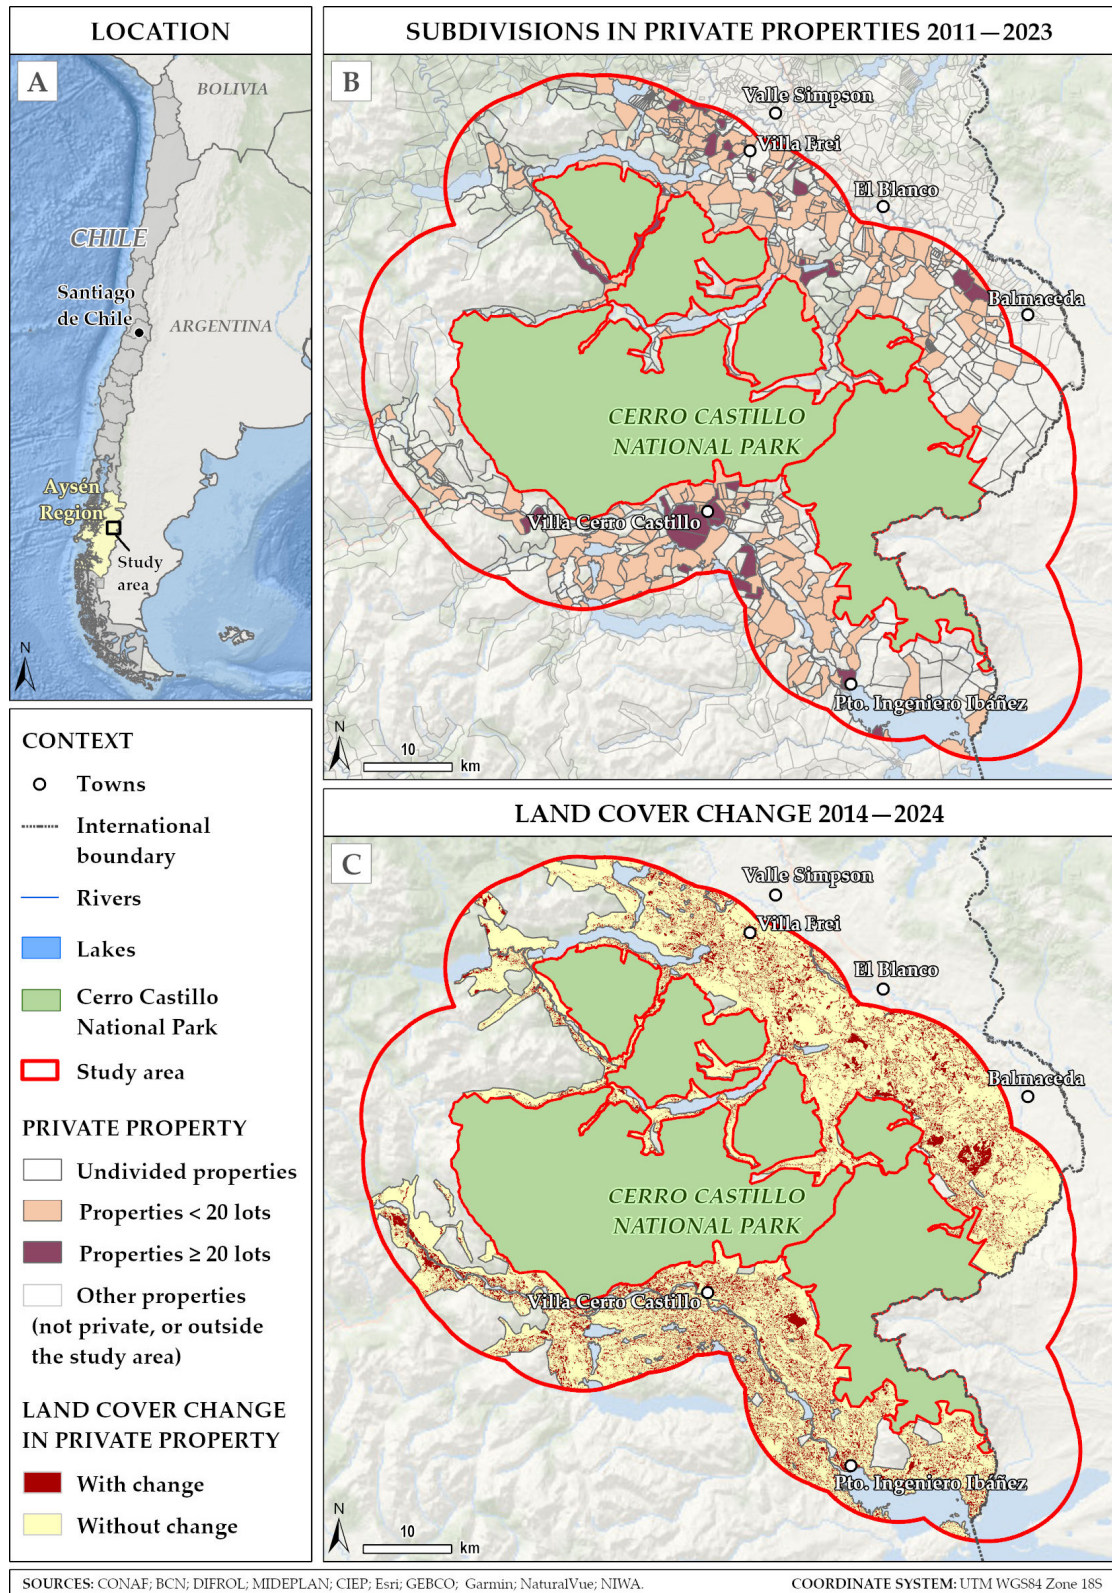 LOCATION
A
BOLIVIA
CHILE
Santiago
de Chile
ARGENTINA
Aysén
Region
Study
area
N
CONTEXT
Towns
International
boundary
Rivers
Lakes
Cerro Castillo
National Park
Study area
PRIVATE PROPERTY
Undivided properties
Properties < 20 lots
Properties ≥ 20 lots
Other properties
(not private, or outside
the study area)
LAND COVER CHANGE
IN PRIVATE PROPERTY
With change
Without change
SUBDIVISIONS IN PRIVATE PROPERTIES 2011—2023
B
Valle Simpson
Villa Frei
El Blanco
Balmaceda
CERRO CASTILLO
NATIONAL PARK
Villa Cerro Castillo
Pto. Ingeniero Ibáñez
N
10
km
LAND COVER CHANGE 2014—2024
C
Valle Simpson
Villa Frei
El Blanco
Balmaceda
CERRO CASTILLO
NATIONAL PARK
Villa Cerro Castillo
Pto. Ingeniero Ibáñez
N
10
km
SOURCES: CONAF; BCN; DIFROL; MIDEPLAN; CIEP; Esri; GEBCO; Garmin; NaturalVue; NIWA.
COORDINATE SYSTEM: UTM WGS84 Zone 18S